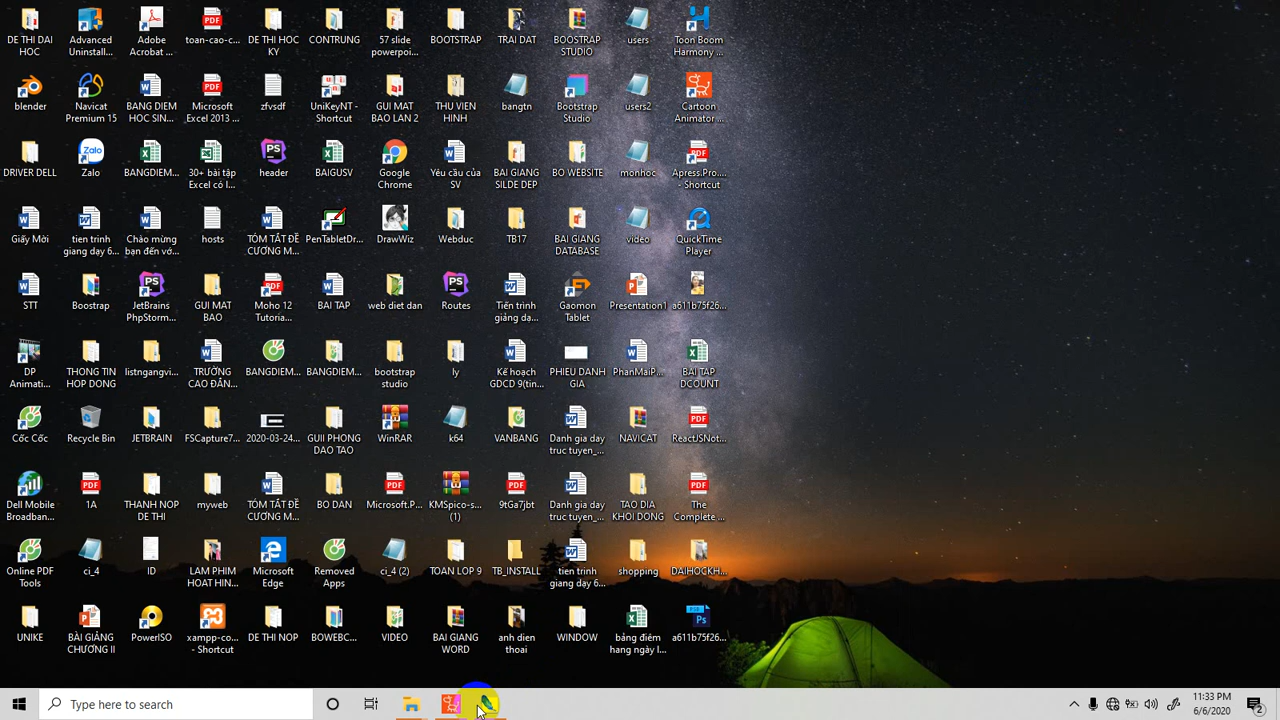 DE THI DAI
HOC
Advanced
Uninstall...
Adobe
Acrobat ...
toan-cao-c...
DE THI HOC
KY
CONTRUNG
57 slide
powerpoi...
BOOTSTRAP
TRAI DAT
BOOSTRAP
STUDIO
users
Toon Boom
Harmony ...
blender
Navicat
Premium 15
BANG DIEM
HOC SIN...
Microsoft
Excel 2013 ...
zfvsdf
UniKeyNT -
Shortcut
GUI MAT
BAO LAN 2
THU VIEN
HINH
bangtn
Bootstrap
Studio
users2
Cartoon
Animator ...
DRIVER DELL
Zalo
BANGDIEM...
30+ bài tập
Excel có l...
header
BAIGUSV
Google
Chrome
Yêu cầu của
SV
BAI GIANG
SILDE DEP
BO WEBSITE
monhoc
Apress.Pro....
- Shortcut
Giấy Mời
tien trinh
giang day 6...
Chào mừng
bạn đến vớ...
hosts
TÓM TẮT ĐỀ
CƯƠNG M...
PenTabletDr...
DrawWiz
Webduc
TB17
BAI GIANG
DATABASE
video
QuickTime
Player
STT
Boostrap
JetBrains
PhpStorm...
GUI MAT
BAO
Moho 12
Tutoria...
BAI TAP
web diet dan
Routes
Tiến trình
giảng dạ...
Gaomon
Tablet
Presentation1
a611b75f26...
DP
Animati...
THONG TIN
HOP DONG
listngangvi...
TRƯỜNG
CAO ĐẲN...
BANGDIEM...
BANGDIEM...
bootstrap
studio
ly
Kế hoạch
GDCD 9(tin...
PHIEU DANH
GIA
PhanMaiP...
BAI TAP
DCOUNT
Cốc Cốc
Recycle Bin
JETBRAIN
FSCapture7...
2020-03-24...
GUII PHONG
DAO TAO
WinRAR
k64
VANBANG
Danh gia day
truc tuyen_...
NAVICAT
ReactJSNot...
Dell Mobile
Broadban...
1A
THANH NOP
DE THI
myweb
TÓM TẮT ĐỀ
CƯƠNG M...
BO DAN
Microsoft.P...
KMSpico-s...
(1)
9tGa7jbt
Danh gia day
truc tuyen_...
TAO DIA
KHOI DONG
The
Complete ...
Online PDF
Tools
ci_4
ID
LAM PHIM
HOAT HIN...
Microsoft
Edge
Removed
Apps
ci_4 (2)
TOAN LOP 9
TB_INSTALL
tien trinh
giang day 6...
shopping
DAIHOCKH...
UNIKE
BÀI GIẢNG
CHƯƠNG II
PowerISO
xampp-co...
- Shortcut
DE THI NOP
BOWEBC...
VIDEO
BAI GIANG
WORD
anh dien
thoai
WINDOW
bảng điểm
hang ngày l...
a611b75f26...
Type here to search
11:33 PM
6/6/2020